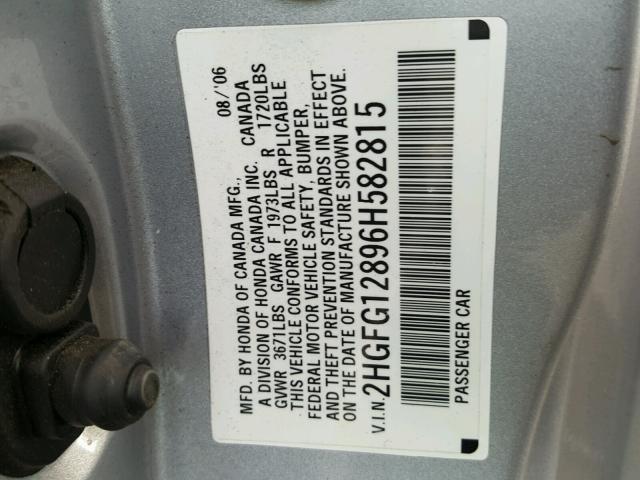 MFD. BY HONDA OF CANADA MFG., 08/'06
A DIVISION OF HONDA CANADA INC. CANADA
GVWR 3671LBS GAWR F 1973LBS R 1720LBS
THIS VEHICLE CONFORMS TO ALL APPLICABLE
FEDERAL MOTOR VEHICLE SAFETY, BUMPER,
AND THEFT PREVENTION STANDARDS IN EFFECT
ON THE DATE OF MANUFACTURE SHOWN ABOVE.
V.I.N. 2HGFG12896H582815
PASSENGER CAR